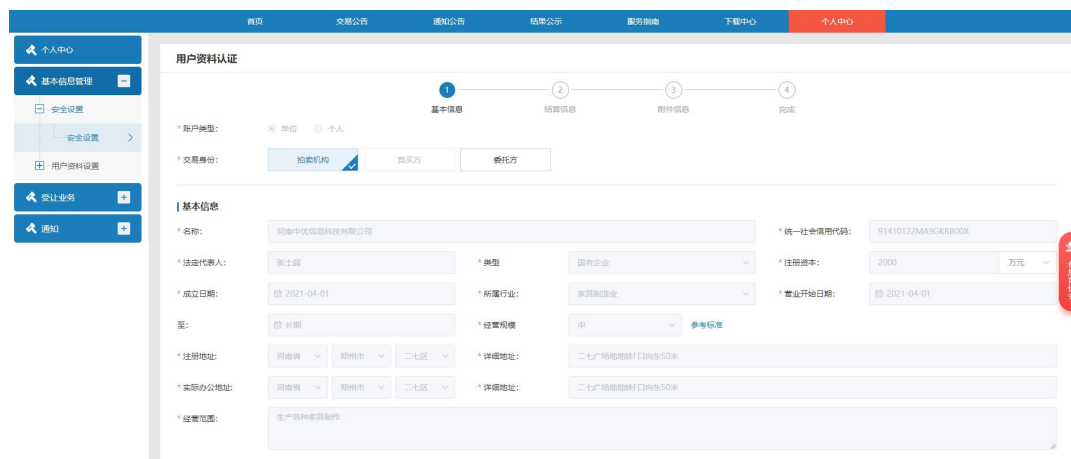 首页 交易公告 通知公告 结果公示 服务指南 下载中心 个人中心
个人中心
基本信息管理
安全设置
安全设置
用户资料设置
受让业务
通知
用户资料认证
1 2 3 4
基本信息 结算信息 附件信息 完成
* 账户类型: 单位 个人
* 交易身份: 拍卖机构 竞买方 委托方
基本信息
* 名称: 河南中优信息科技有限公司 * 统一社会信用代码: 91410122MA9GKRB00X
* 法定代表人: 张士超 * 类型 国有企业 * 注册资本: 2000 万元
* 成立日期: 2021-04-01 * 所属行业: 家具制造业 * 营业开始日期: 2021-04-01
至: 长期 * 经营规模 中 参考标准
* 注册地址: 河南省 郑州市 二七区 * 详细地址: 二七广场地地铁F口向东50米
* 实际办公地址: 河南省 郑州市 二七区 * 详细地址: 二七广场地地铁F口向东50米
* 经营范围: 生产各种家具制作